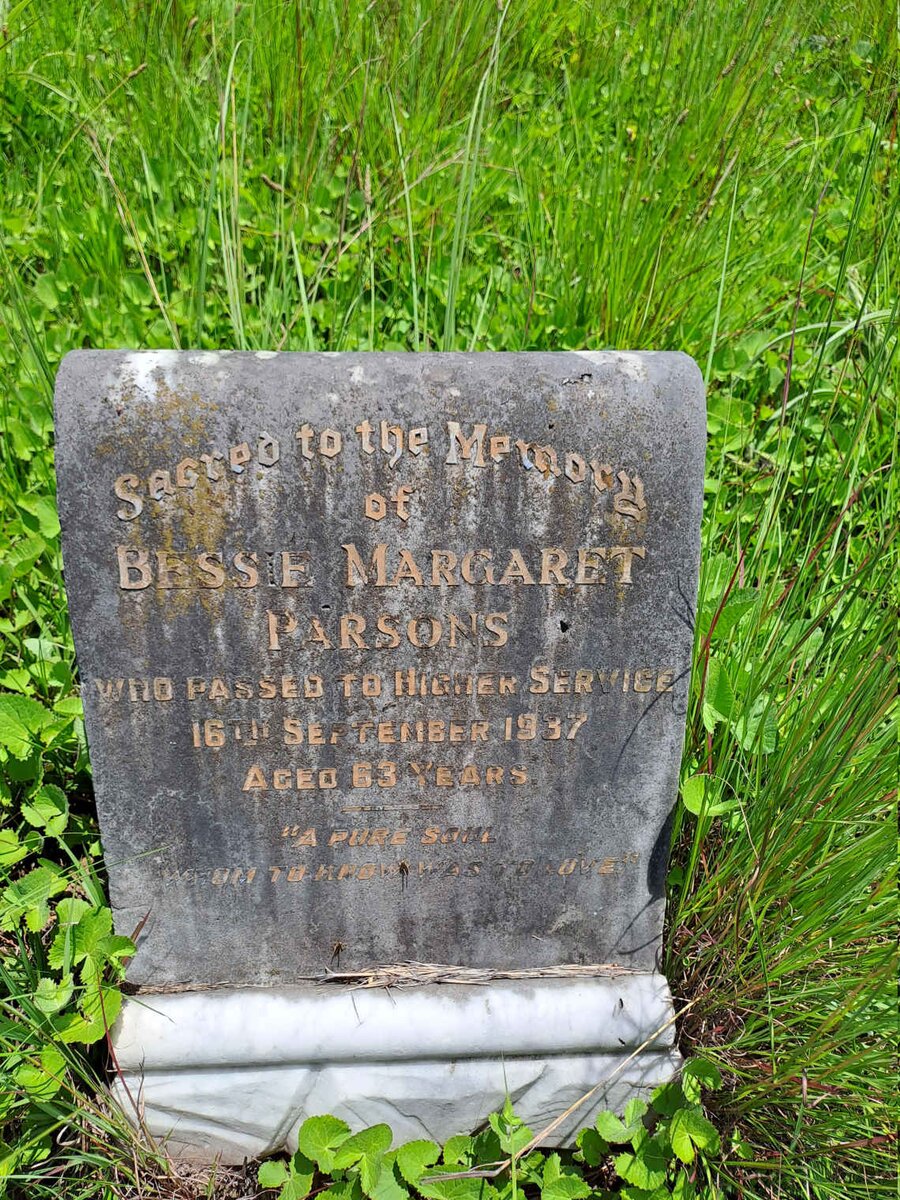 Sacred to the Memory
of
BESSIE MARGARET
PARSONS
WHO PASSED TO HIGHER SERVICE
16TH SEPTEMBER 1937
AGED 63 YEARS.
"A PURE SOUL
WHOM TO KNOW WAS TO LOVE"